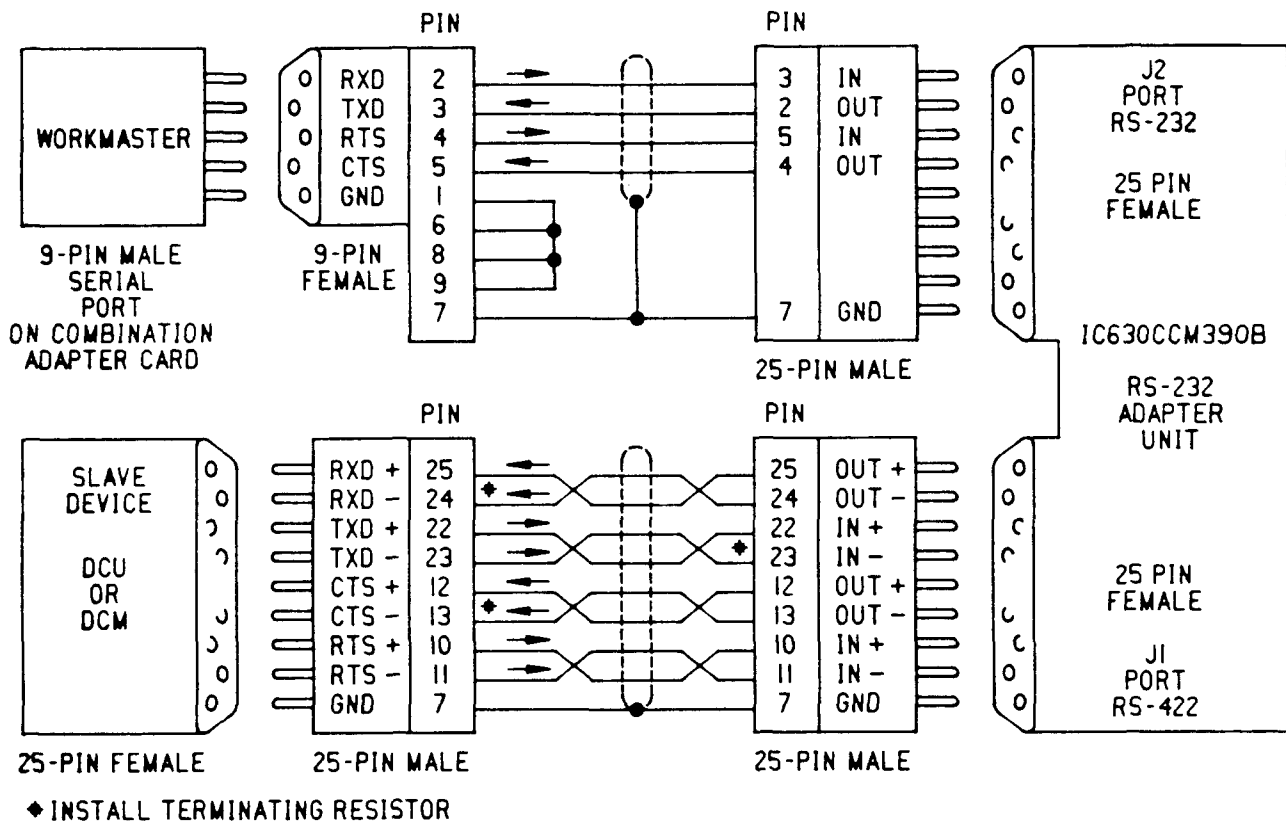 PIN
PIN
WORKMASTER
9-PIN MALE
SERIAL
PORT
ON COMBINATION
ADAPTER CARD
RXD 2
TXD 3
RTS 4
CTS 5
GND 1
6
8
9
7
9-PIN
FEMALE
3 IN
2 OUT
5 IN
4 OUT
7 GND
25-PIN MALE
J2
PORT
RS-232
25 PIN
FEMALE
IC630CCM390B
RS-232
ADAPTER
UNIT
PIN
PIN
SLAVE
DEVICE
DCU
OR
DCM
25-PIN FEMALE
RXD + 25
RXD - 24
TXD + 22
TXD - 23
CTS + 12
CTS - 13
RTS + 10
RTS - 11
GND 7
25-PIN MALE
25 OUT +
24 OUT -
22 IN +
23 IN -
12 OUT +
13 OUT -
10 IN +
11 IN -
7 GND
25-PIN MALE
25 PIN
FEMALE
J1
PORT
RS-422
INSTALL TERMINATING RESISTOR